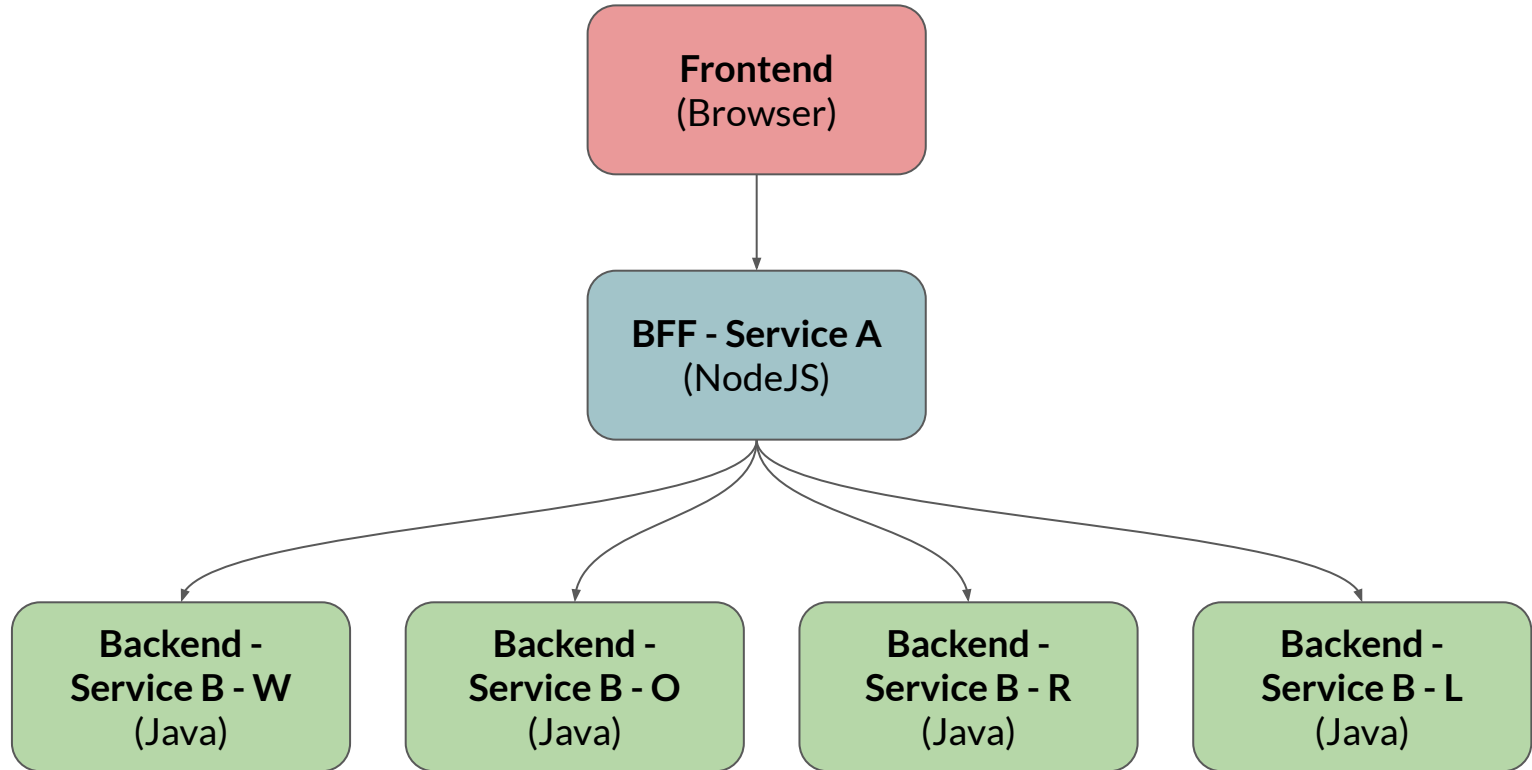 Frontend
(Browser)
BFF - Service A
(NodeJS)
Backend -
Service B - W
(Java)
Backend -
Service B - O
(Java)
Backend -
Service B - R
(Java)
Backend -
Service B - L
(Java)